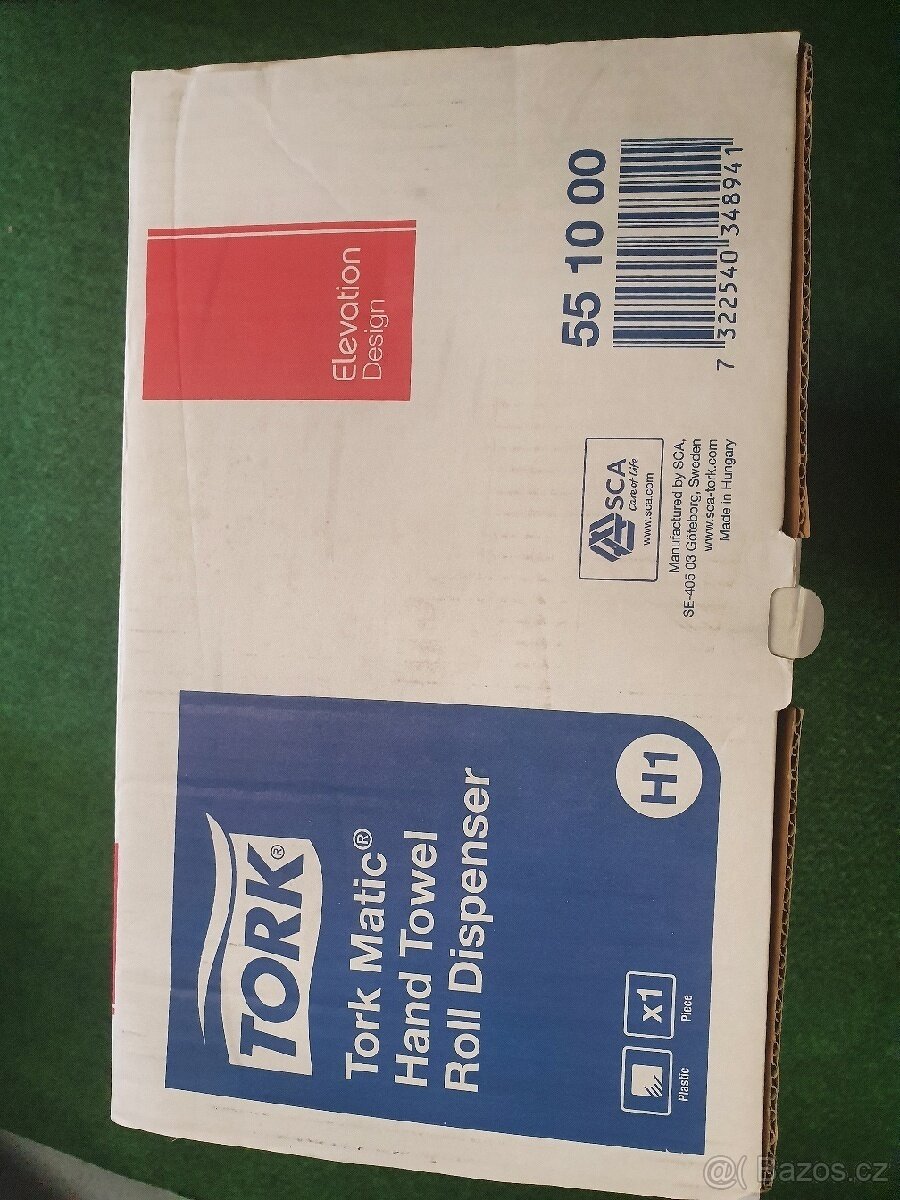 TORK®
Tork Matic®
Hand Towel
Roll Dispenser
H1
Plastic
x1
Piece
Elevation
Design
SCA
Care of Life
www.sca.com
Manufactured by SCA,
SE-405 03 Göteborg, Sweden
www.sca-tork.com
Made in Hungary
55 10 00
7 322540 348941
@( Bazos.cz